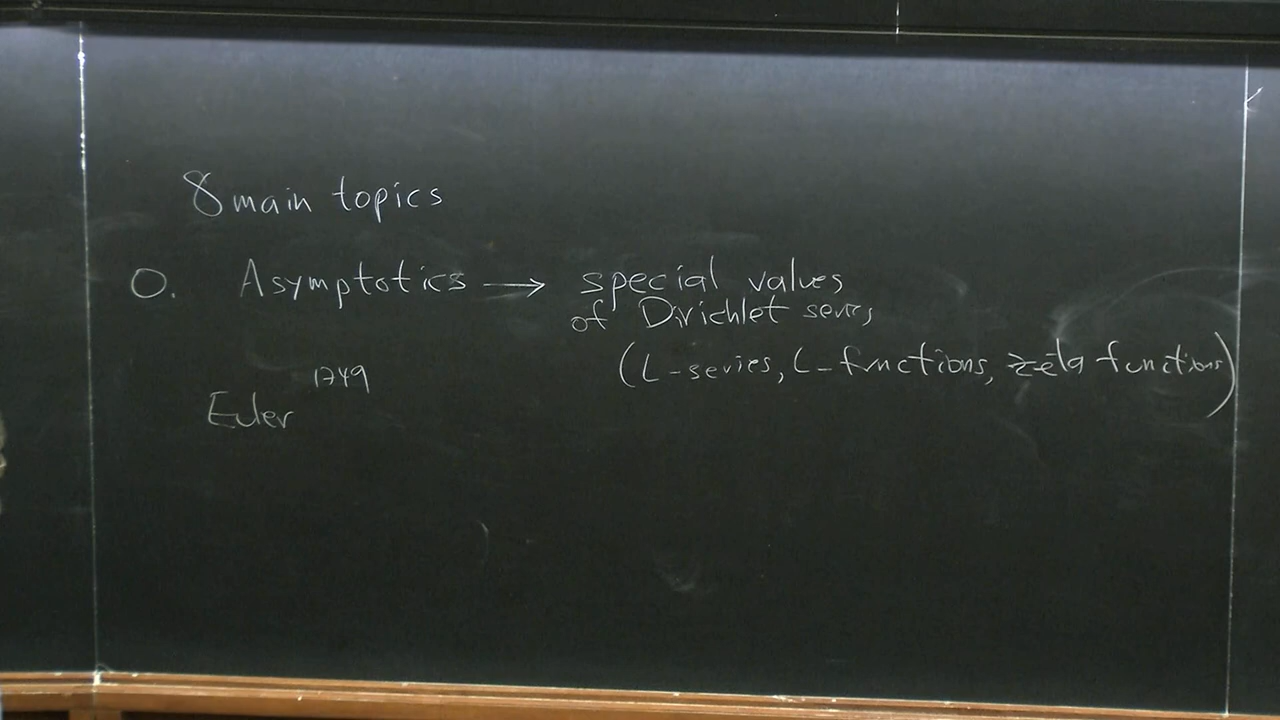 8 main topics
0. Asymptotics → special values
of Dirichlet series
(L-series, L-functions, zeta functions)
1749
Euler